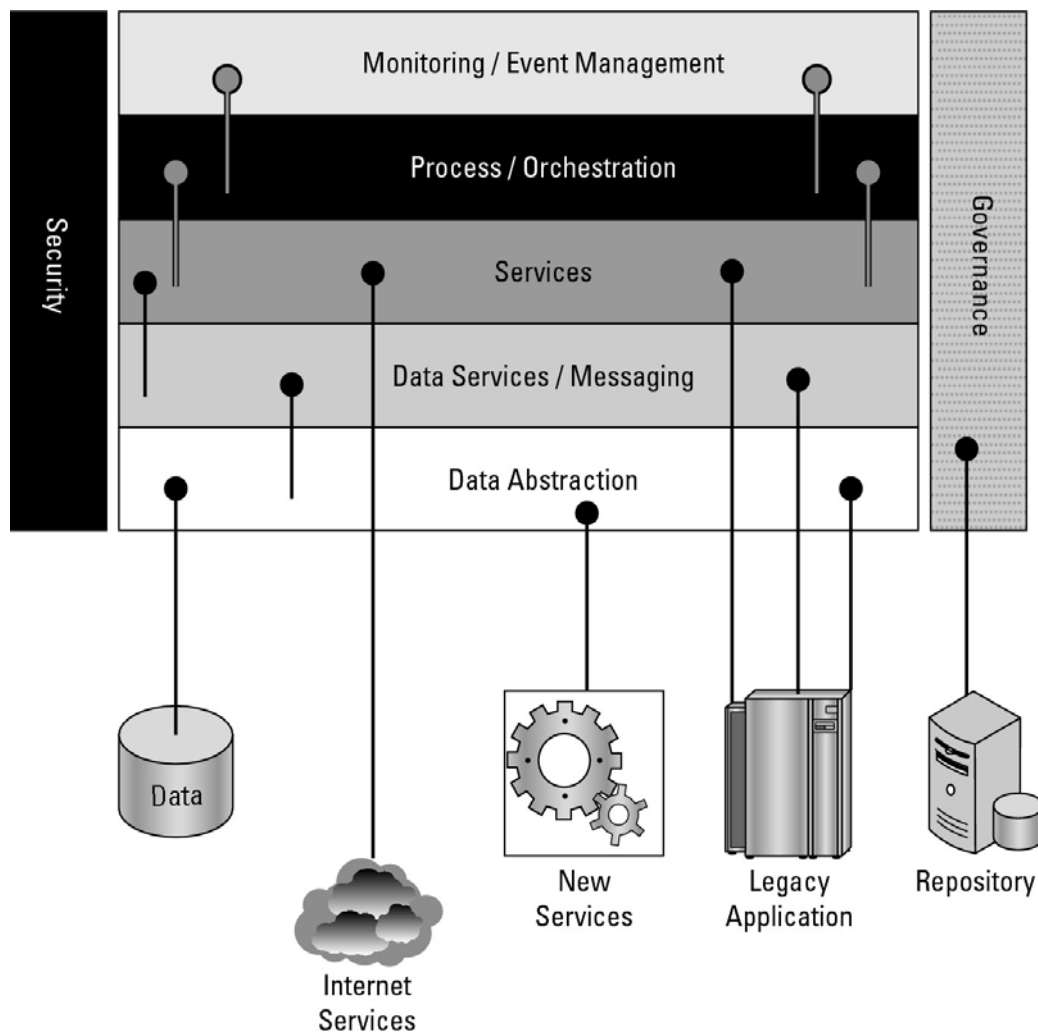 Monitoring / Event Management
Process / Orchestration
Security
Services
Governance
Data Services / Messaging
Data Abstraction
Data
New
Services
Legacy
Application
Repository
Internet
Services